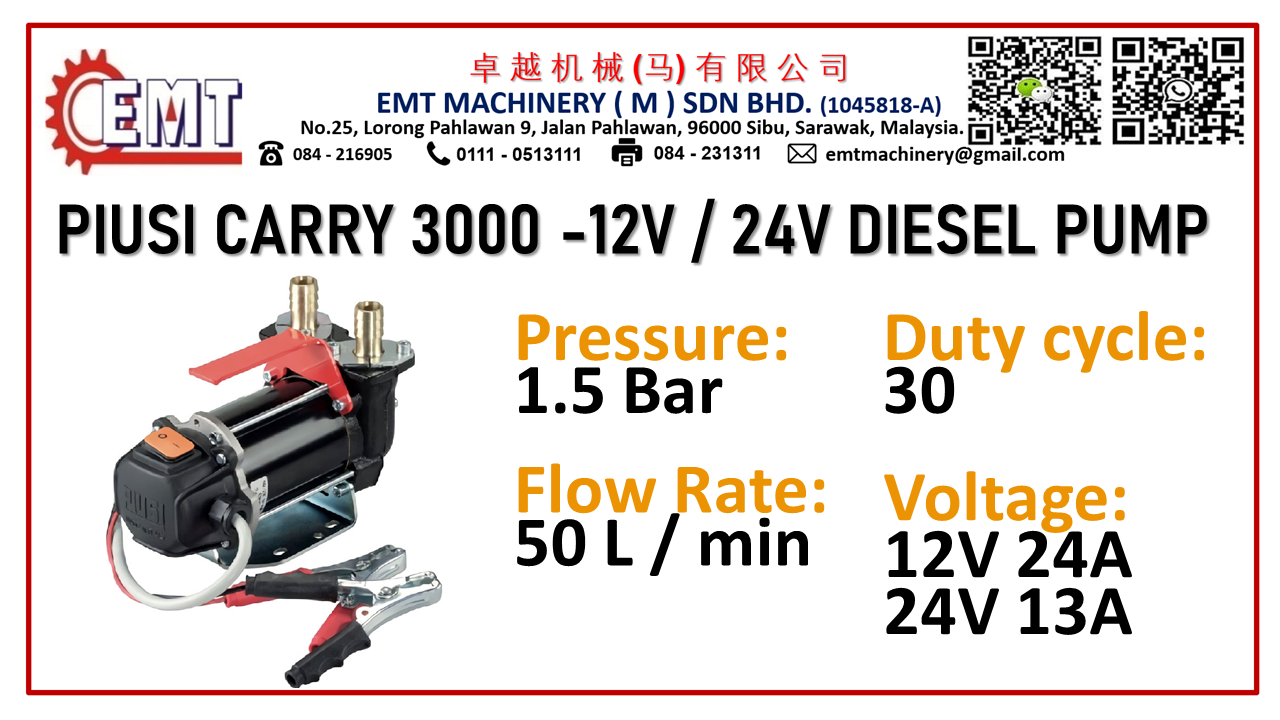 EMT
卓越机械(马)有限公司
EMT MACHINERY ( M ) SDN BHD. (1045818-A)
No.25, Lorong Pahlawan 9, Jalan Pahlawan, 96000 Sibu, Sarawak, Malaysia.
084 - 216905 0111 - 0513111 084 - 231311 emtmachinery@gmail.com
PIUSI CARRY 3000 -12V / 24V DIESEL PUMP
Pressure:
1.5 Bar
Duty cycle:
30
Flow Rate:
50 L / min
Voltage:
12V 24A
24V 13A
PIUSI